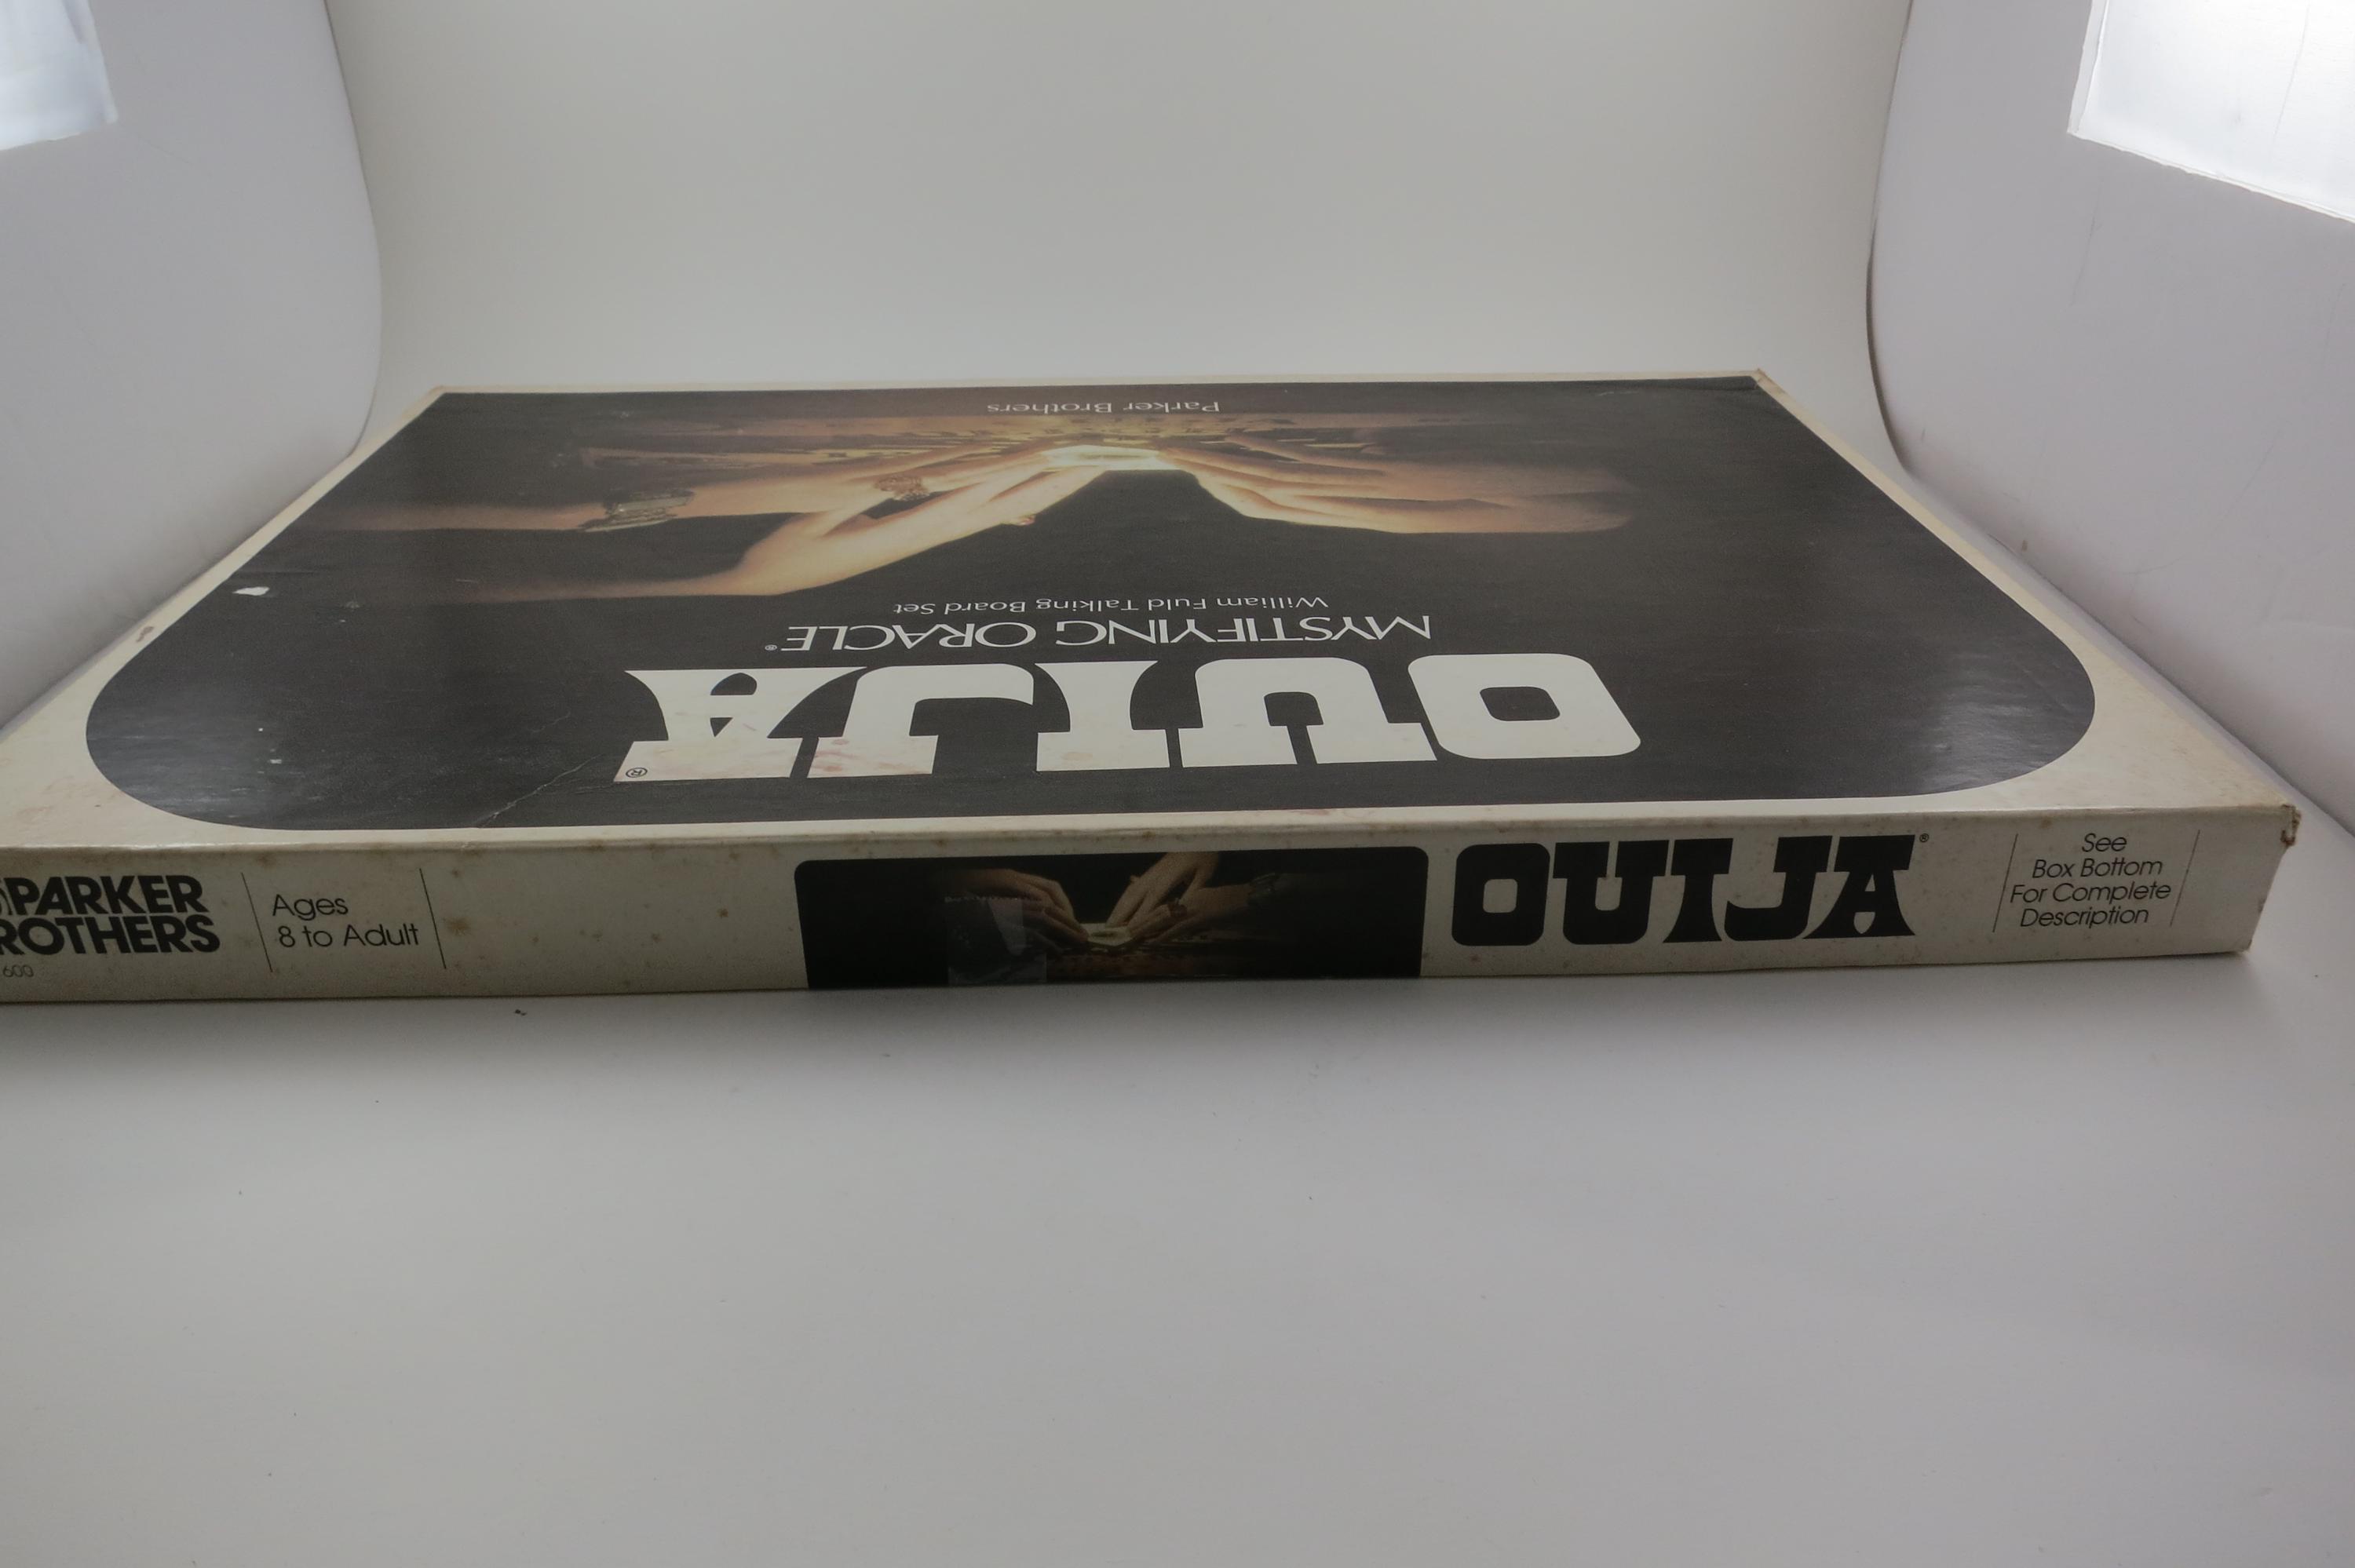 Parker Brothers
William Fuld Talking Board Set
MYSTIFYING ORACLE®
OUIJA®
PARKER
ROTHERS
600
Ages
8 to Adult
OUIJA®
See
Box Bottom
For Complete
Description